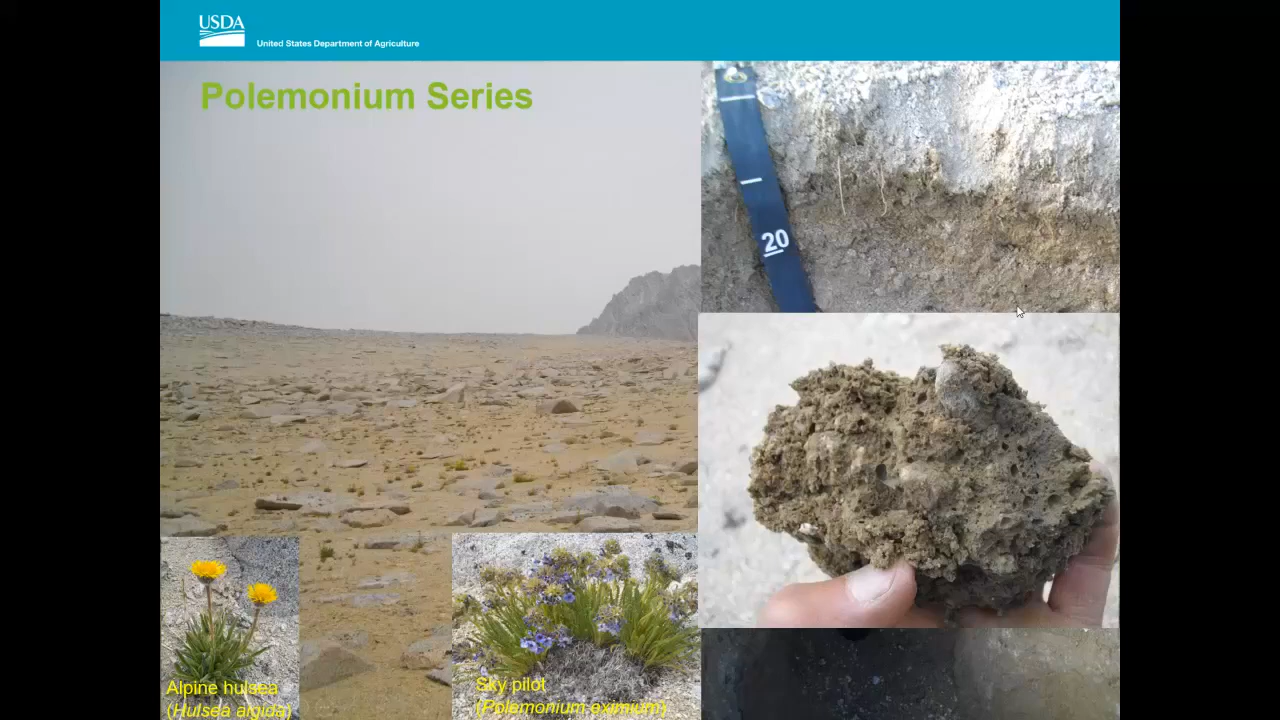 USDA
United States Department of Agriculture
Polemonium Series
20
Alpine hulsea
(Hulsea algida)
Sky pilot
(Polemonium eximium)